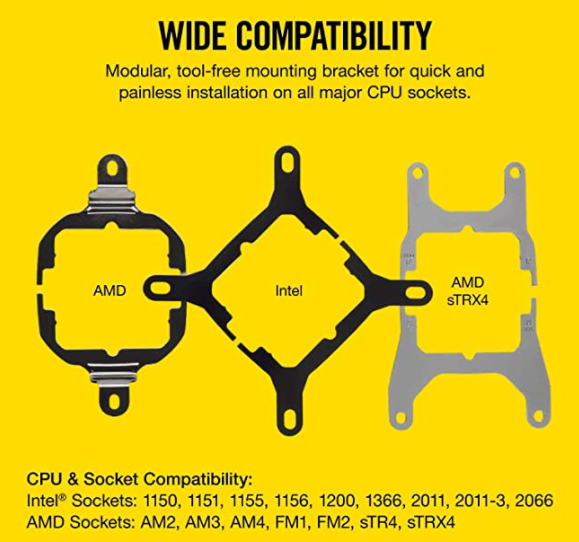 WIDE COMPATIBILITY
Modular, tool-free mounting bracket for quick and
painless installation on all major CPU sockets.
AMD
Intel
AMD
sTRX4
CPU & Socket Compatibility:
Intel® Sockets: 1150, 1151, 1155, 1156, 1200, 1366, 2011, 2011-3, 2066
AMD Sockets: AM2, AM3, AM4, FM1, FM2, sTR4, sTRX4